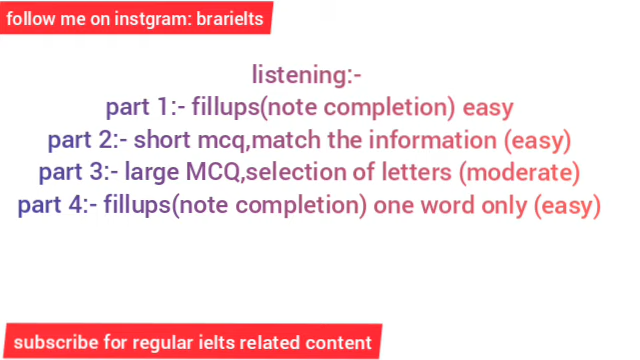 follow me on instgram: brarielts
listening:-
part 1:- fillups(note completion) easy
part 2:- short mcq,match the information (easy)
part 3:- large MCQ,selection of letters (moderate)
part 4:- fillups(note completion) one word only (easy)
subscribe for regular ielts related content